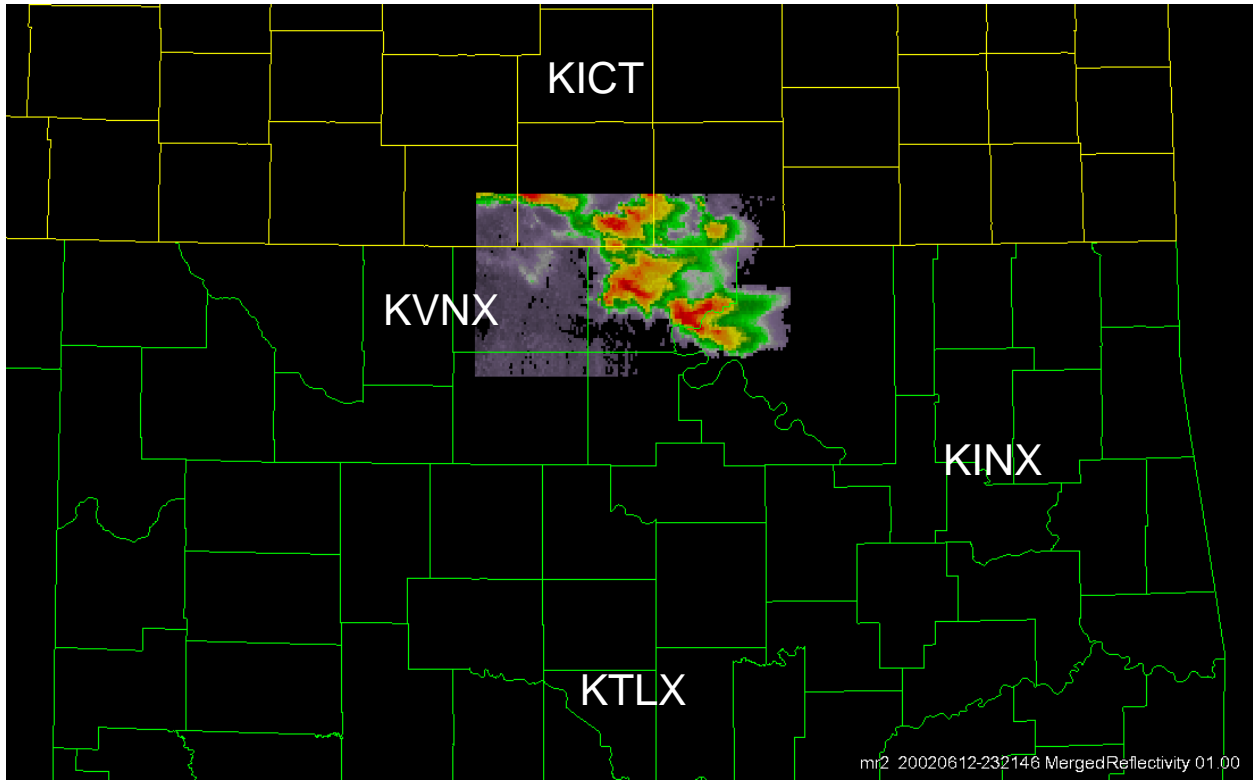 KICT
KVNX
KINX
KTLX
mr2 20020612-232146 MergedReflectivity 01.00